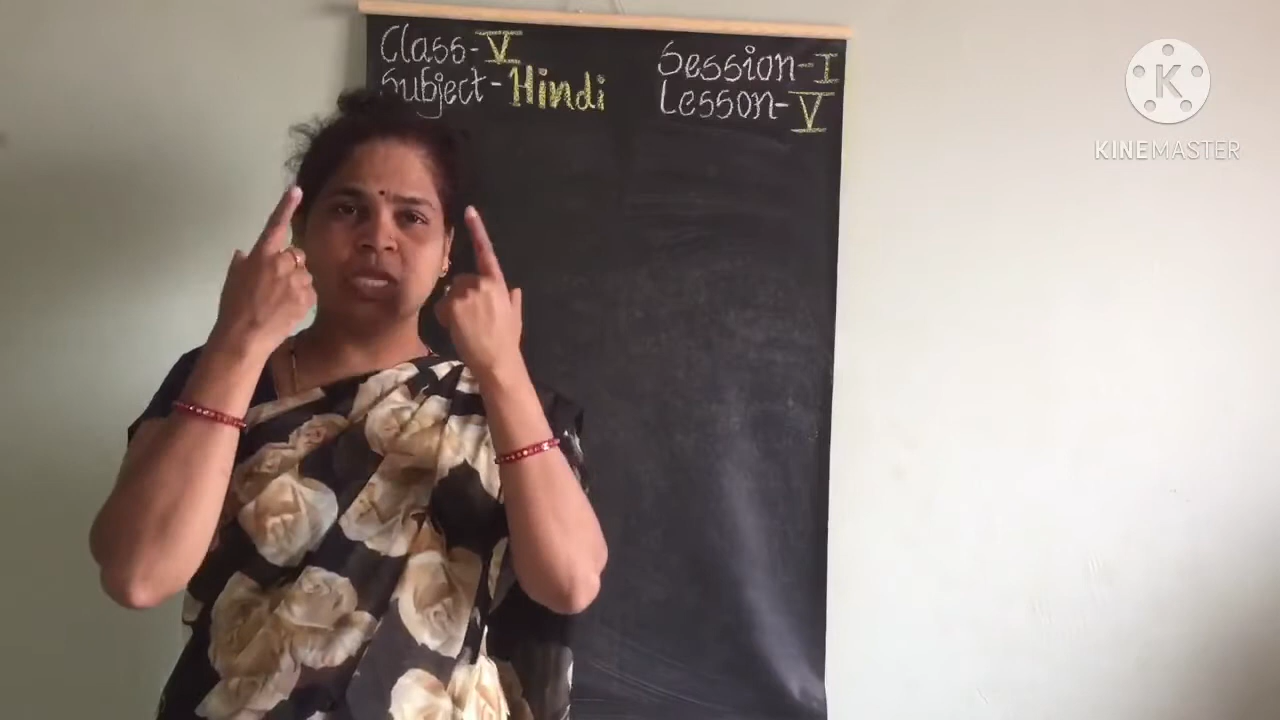 Class-V
Subject-Hindi
Session-I
Lesson-V
K
KINEMASTER